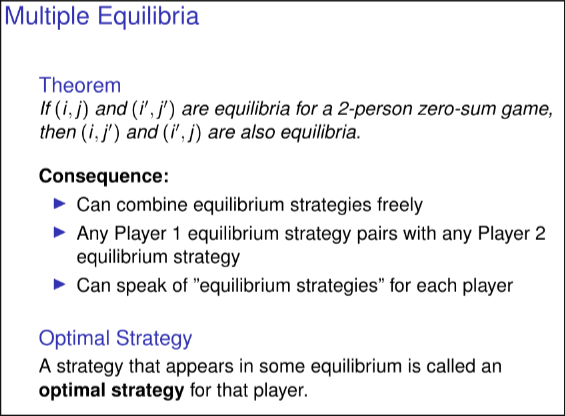 Multiple Equilibria
Theorem
If (i, j) and (i′, j′) are equilibria for a 2-person zero-sum game,
then (i, j′) and (i′, j) are also equilibria.
Consequence:
▶ Can combine equilibrium strategies freely
▶ Any Player 1 equilibrium strategy pairs with any Player 2
equilibrium strategy
▶ Can speak of ”equilibrium strategies” for each player
Optimal Strategy
A strategy that appears in some equilibrium is called an
optimal strategy for that player.